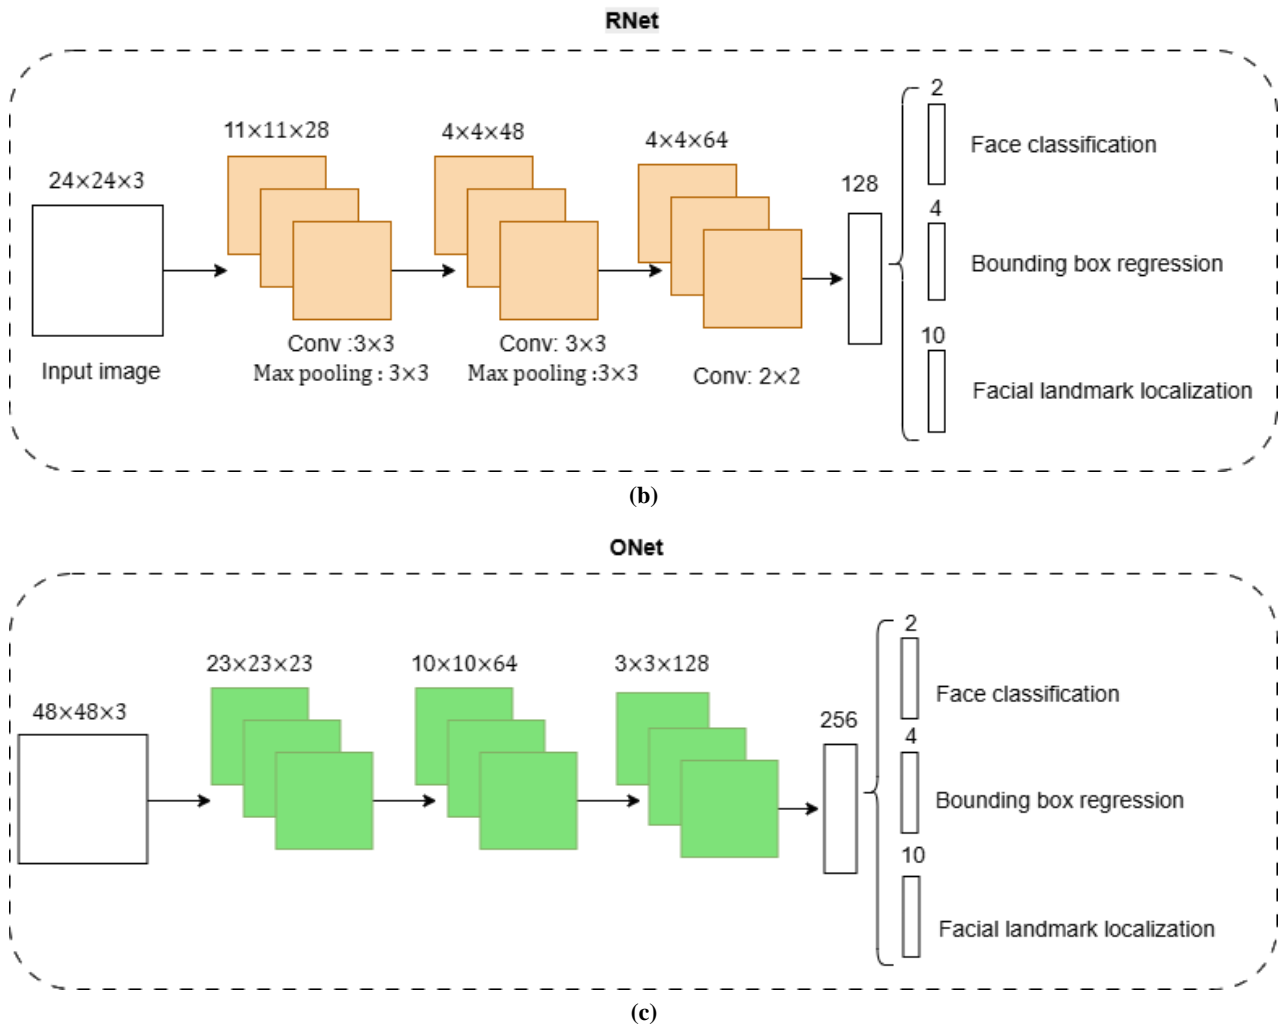 RNet
24×24×3
11×11×28
4×4×48
4×4×64
128
2
Face classification
4
Bounding box regression
10
Facial landmark localization
Input image
Conv :3×3
Max pooling : 3×3
Conv: 3×3
Max pooling :3×3
Conv: 2×2
(b)
ONet
48×48×3
23×23×23
10×10×64
3×3×128
256
2
Face classification
4
Bounding box regression
10
Facial landmark localization
(c)